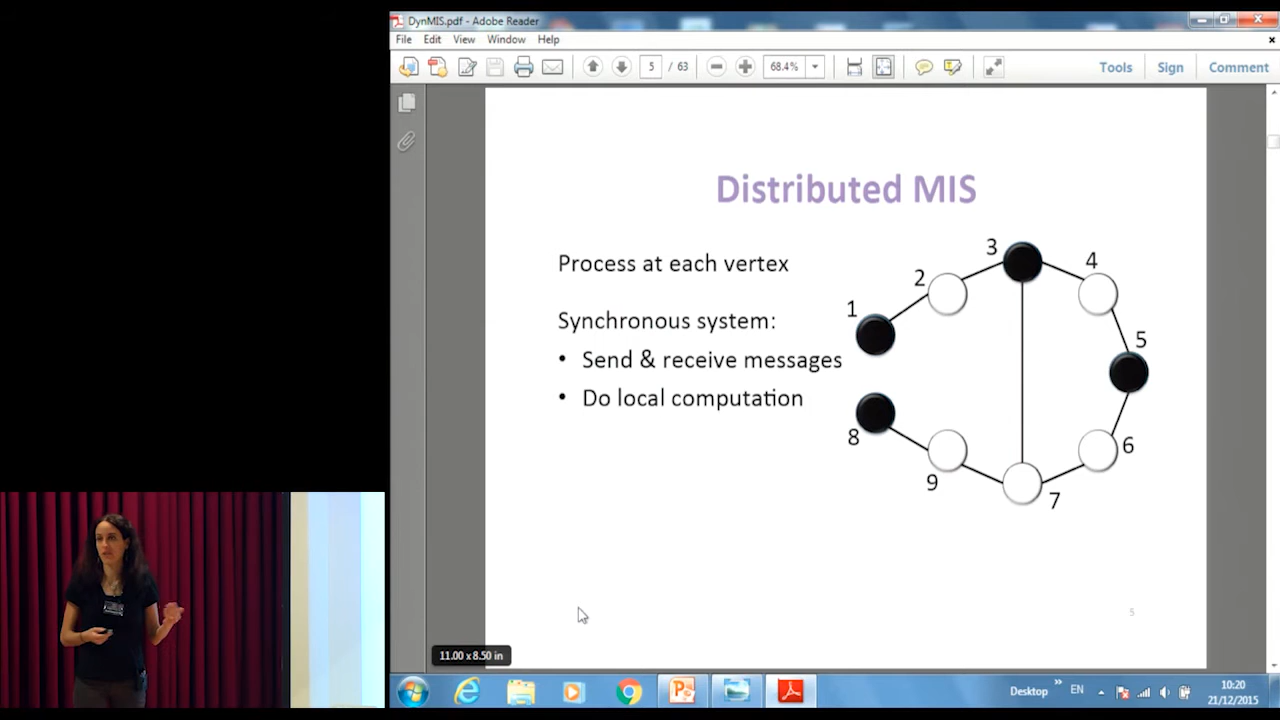 DynMIS.pdf - Adobe Reader
File Edit View Window Help
5 / 63 68.4% Tools Sign Comment
Distributed MIS
Process at each vertex
Synchronous system:
• Send & receive messages
• Do local computation
3
4
2
1
5
8
6
9
7
5
11.00 x 8.50 in
Desktop » EN 10:20
21/12/2015